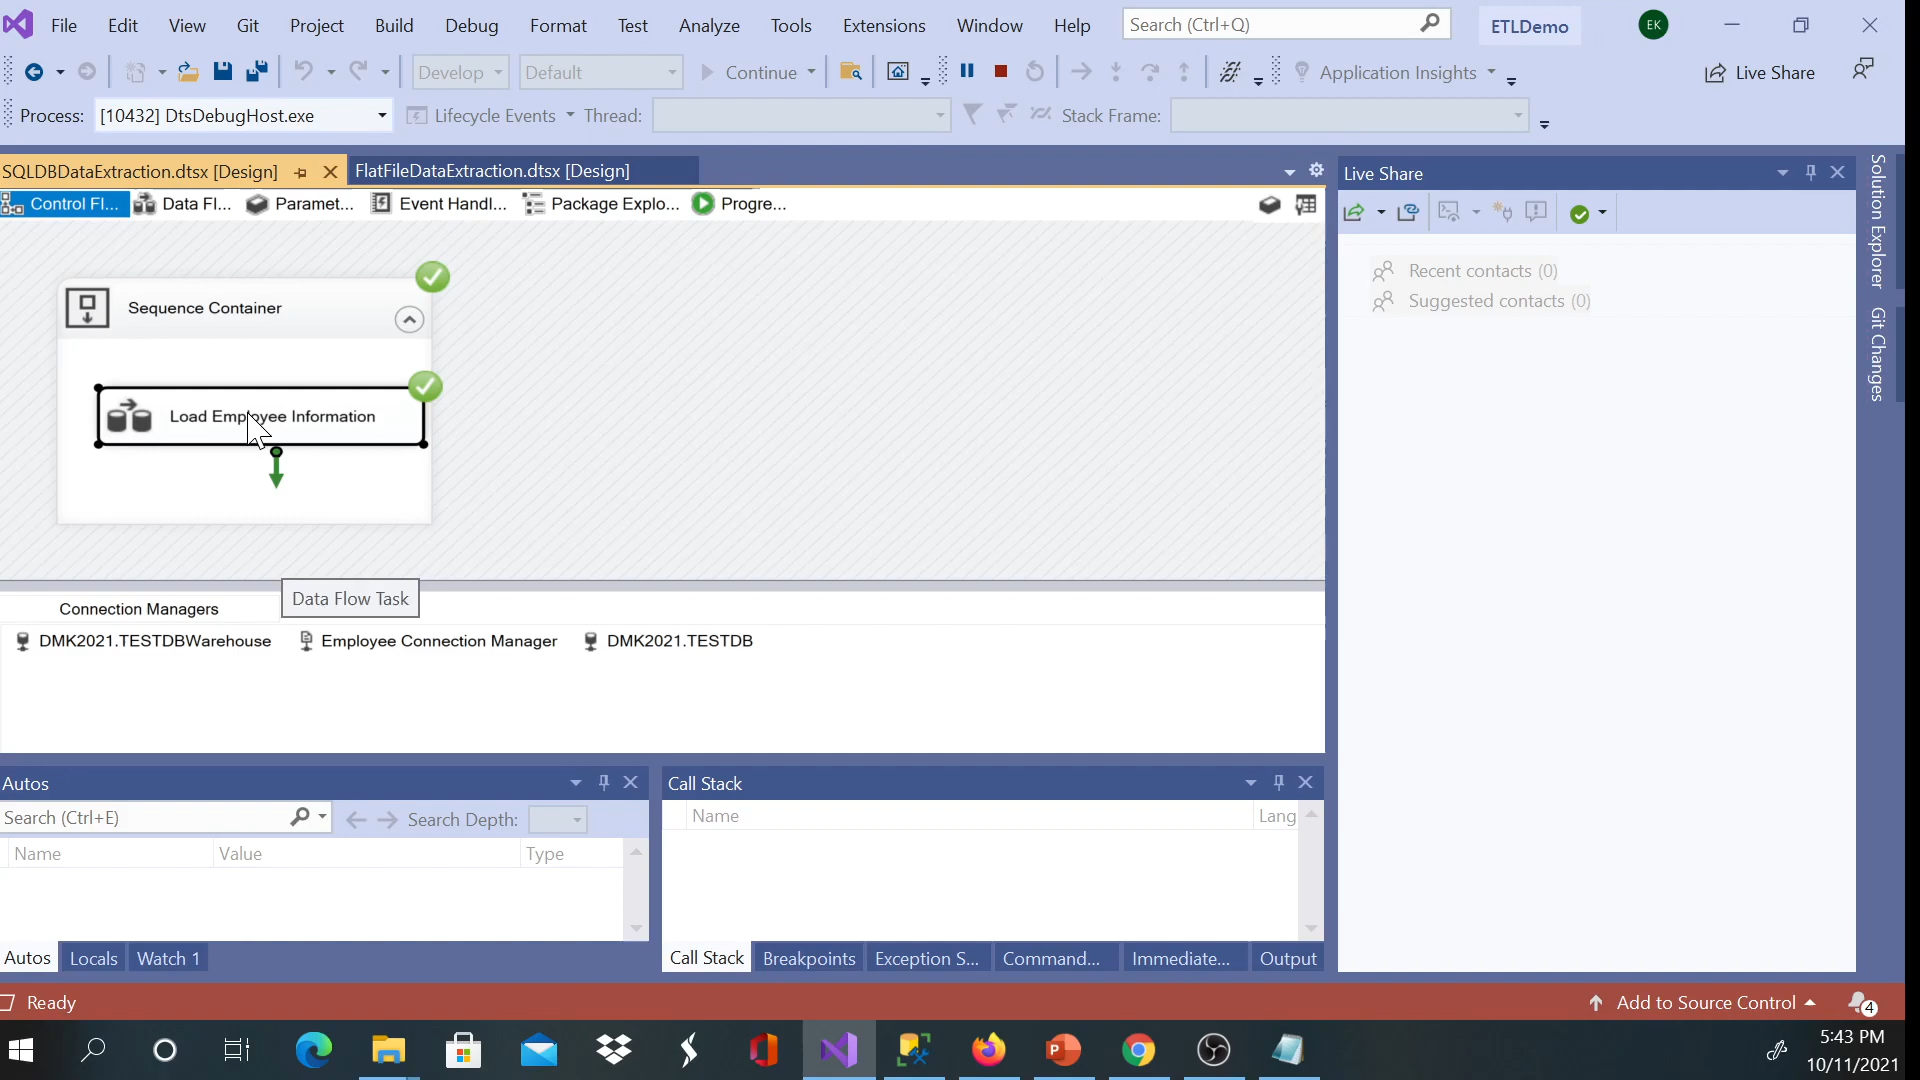 File Edit View Git Project Build Debug Format Test Analyze Tools Extensions Window Help Search (Ctrl+Q) ETLDemo EK
Develop Default Continue Application Insights Live Share
Process: [10432] DtsDebugHost.exe Lifecycle Events Thread: Stack Frame:
SQLDBDataExtraction.dtsx [Design] FlatFileDataExtraction.dtsx [Design]
Control Fl... Data Fl... Paramet... Event Handl... Package Explo... Progre...
Sequence Container
Load Employee Information
Data Flow Task
Connection Managers
DMK2021.TESTDBWarehouse Employee Connection Manager DMK2021.TESTDB
Live Share
Recent contacts (0)
Suggested contacts (0)
Solution Explorer
Git Changes
Autos
Search (Ctrl+E) Search Depth:
Name Value Type
Autos Locals Watch 1
Call Stack
Name Lang
Call Stack Breakpoints Exception S... Command... Immediate... Output
Ready Add to Source Control 4
5:43 PM
10/11/2021